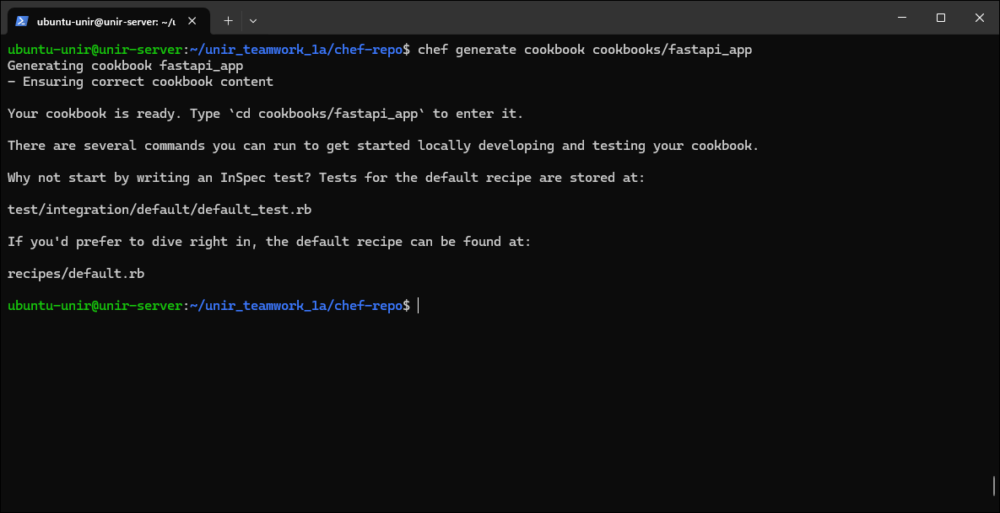 ubuntu-unir@unir-server: ~/u
ubuntu-unir@unir-server:~/unir_teamwork_1a/chef-repo$ chef generate cookbook cookbooks/fastapi_app
Generating cookbook fastapi_app
- Ensuring correct cookbook content
Your cookbook is ready. Type `cd cookbooks/fastapi_app` to enter it.
There are several commands you can run to get started locally developing and testing your cookbook.
Why not start by writing an InSpec test? Tests for the default recipe are stored at:
test/integration/default/default_test.rb
If you'd prefer to dive right in, the default recipe can be found at:
recipes/default.rb
ubuntu-unir@unir-server:~/unir_teamwork_1a/chef-repo$